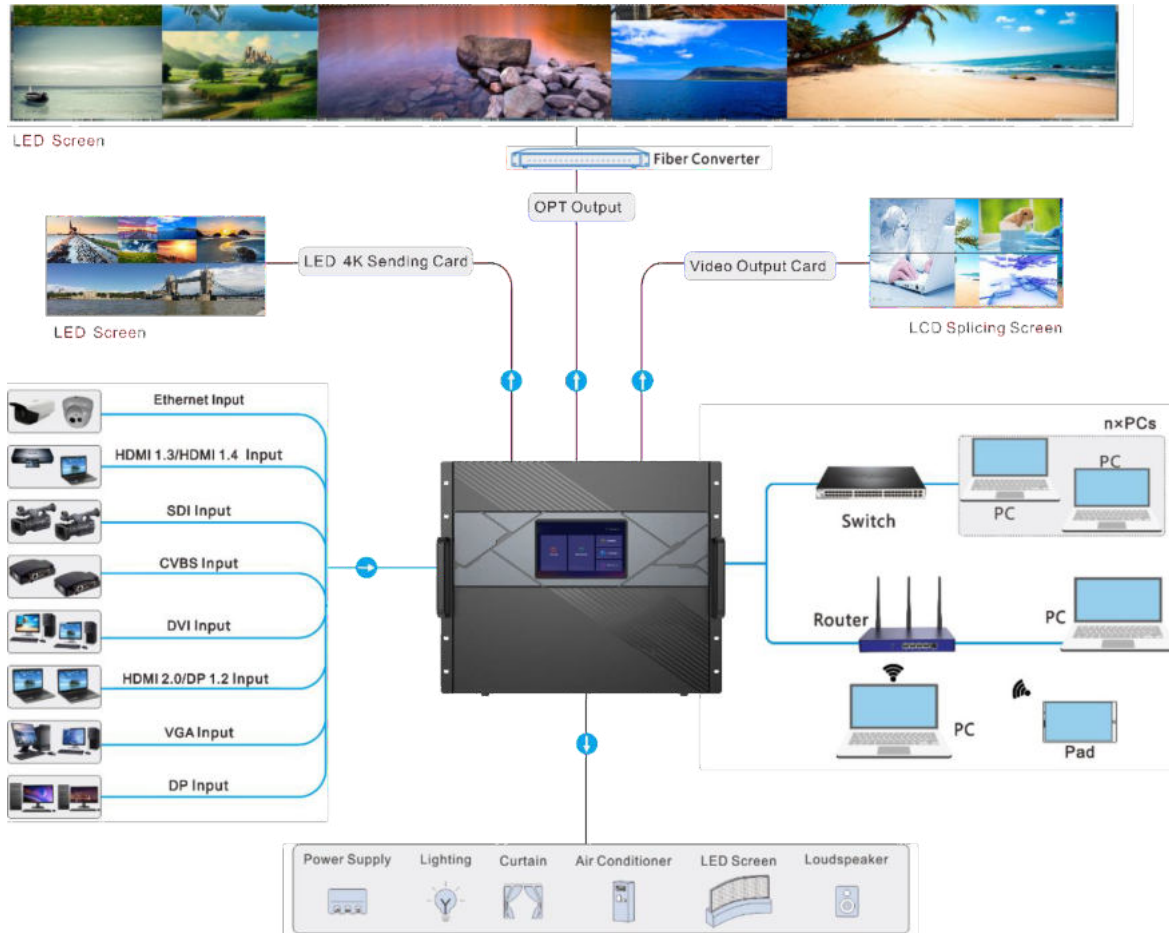 LED Screen
Fiber Converter
OPT Output
LED 4K Sending Card
Video Output Card
LED Screen
LCD Splicing Screen
Ethernet Input
HDMI 1.3/HDMI 1.4 Input
SDI Input
CVBS Input
DVI Input
HDMI 2.0/DP 1.2 Input
VGA Input
DP Input
n×PCs
PC
PC
Switch
Router
PC
PC
Pad
Power Supply
Lighting
Curtain
Air Conditioner
LED Screen
Loudspeaker